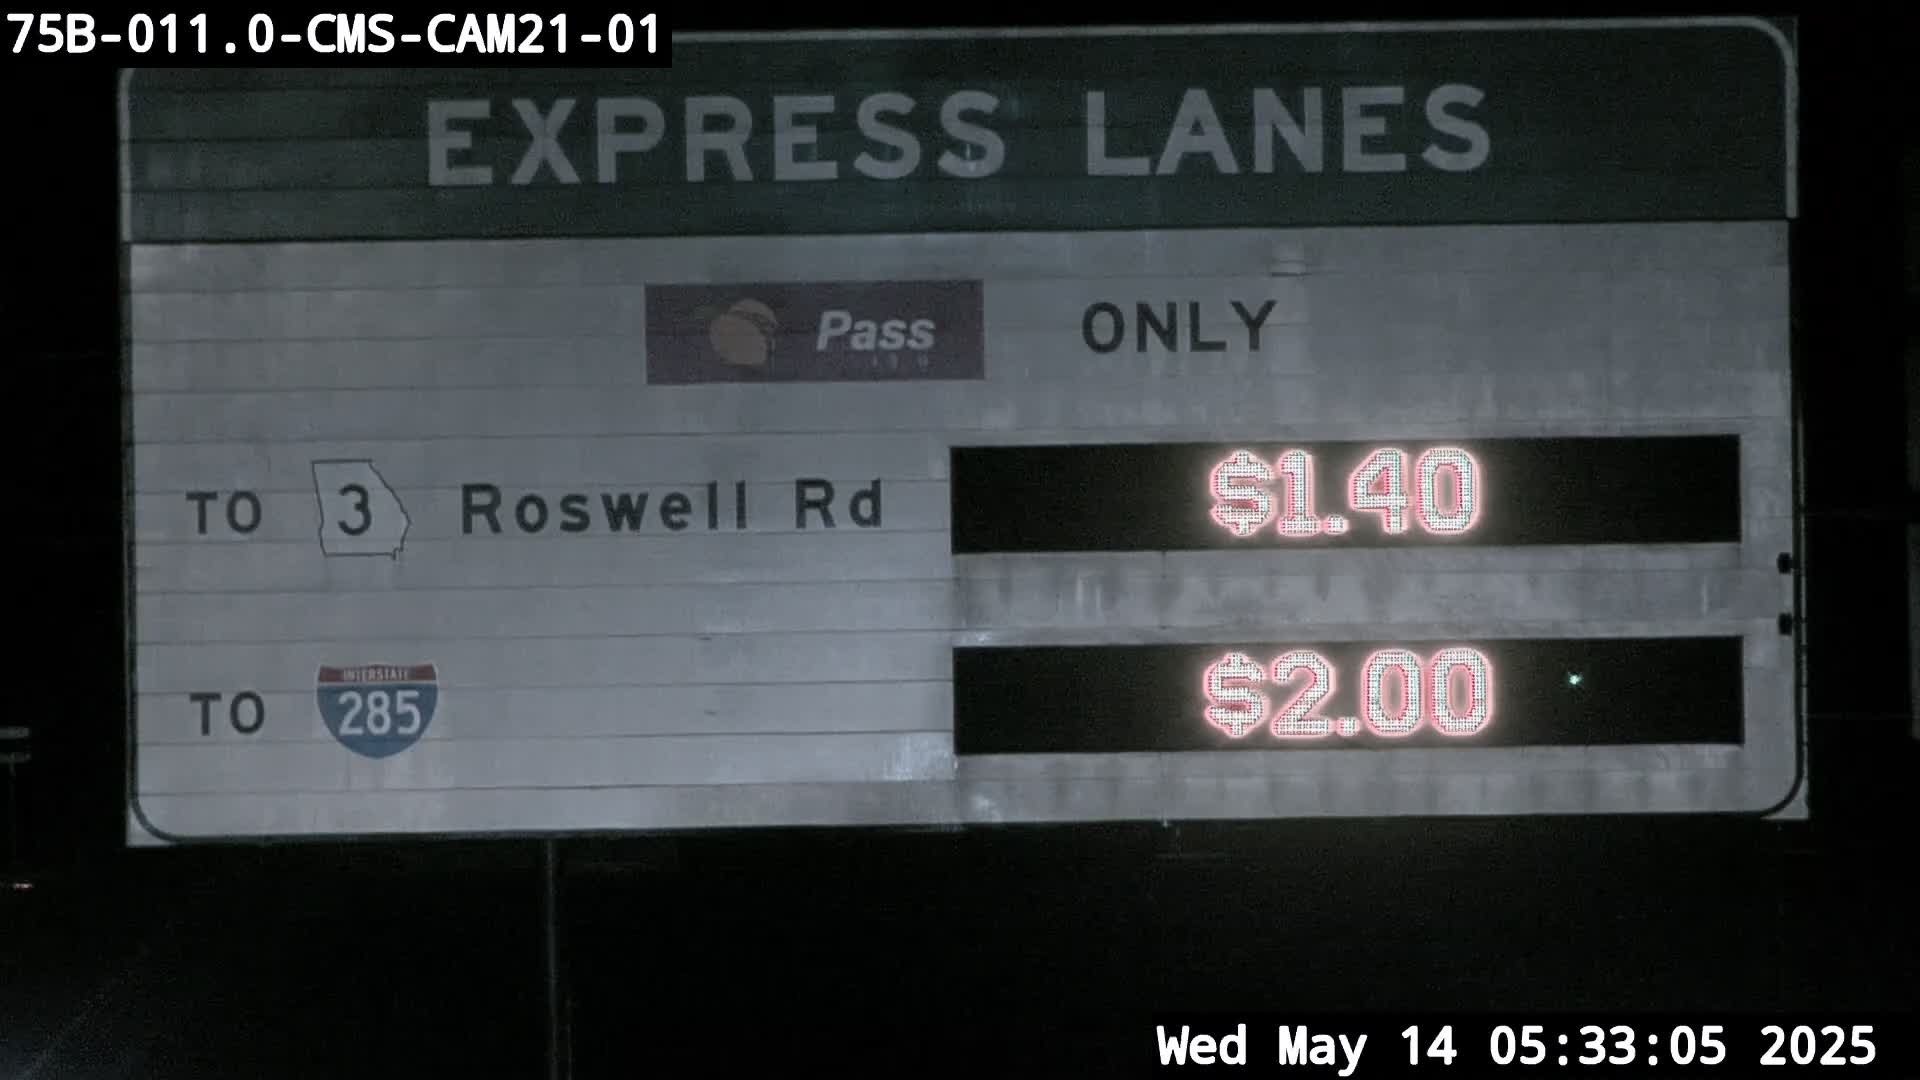 75B-011.0-CMS-CAM21-01
EXPRESS LANES
Pass ONLY
TO 3 Roswell Rd $1.40
INTERSTATE
TO 285 $2.00
Wed May 14 05:33:05 2025